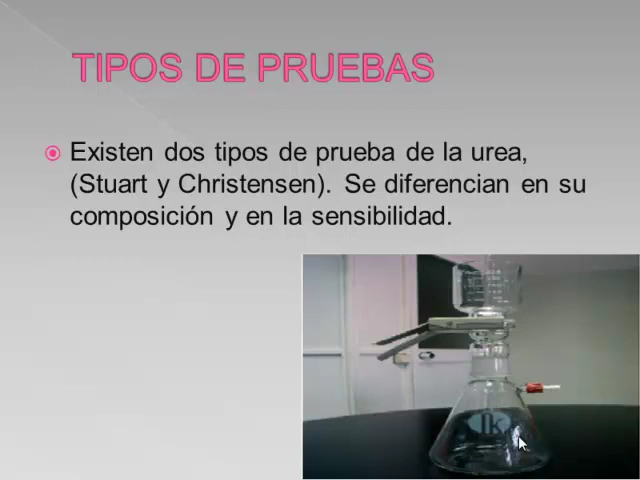 TIPOS DE PRUEBAS
Existen dos tipos de prueba de la urea,
(Stuart y Christensen). Se diferencian en su
composición y en la sensibilidad.
lk